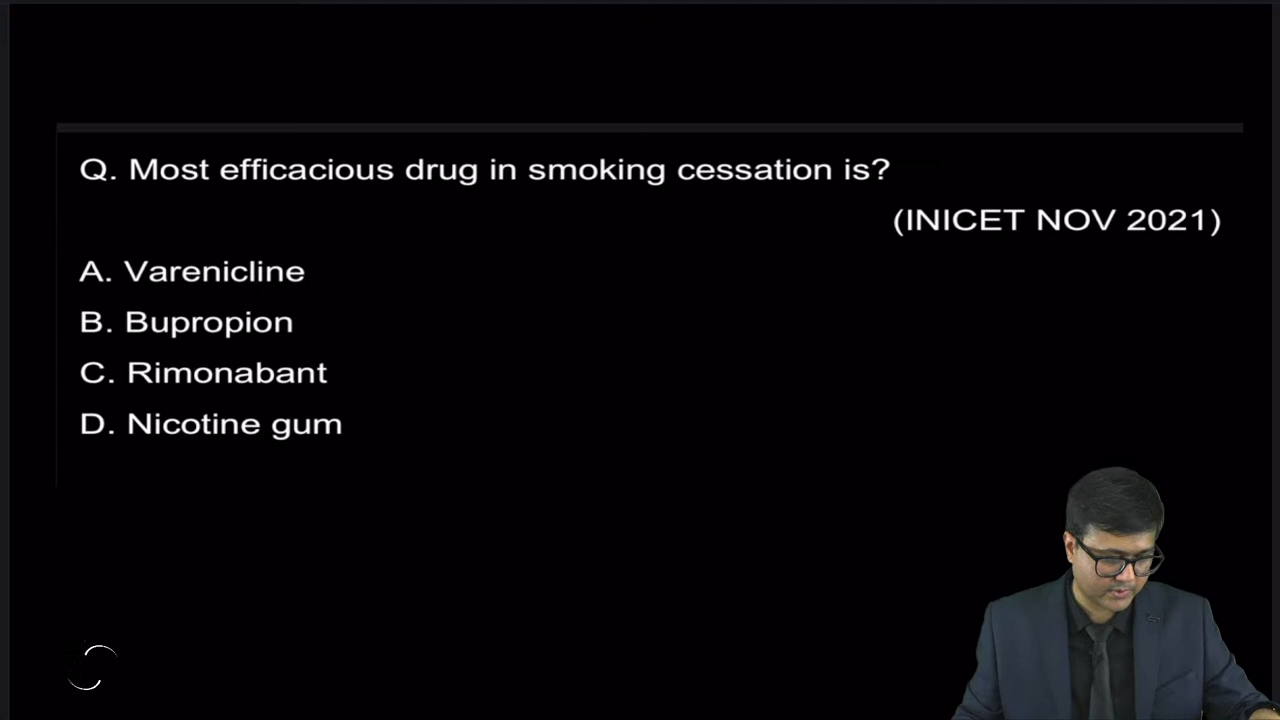 Q. Most efficacious drug in smoking cessation is?
(INICET NOV 2021)
A. Varenicline
B. Bupropion
C. Rimonabant
D. Nicotine gum